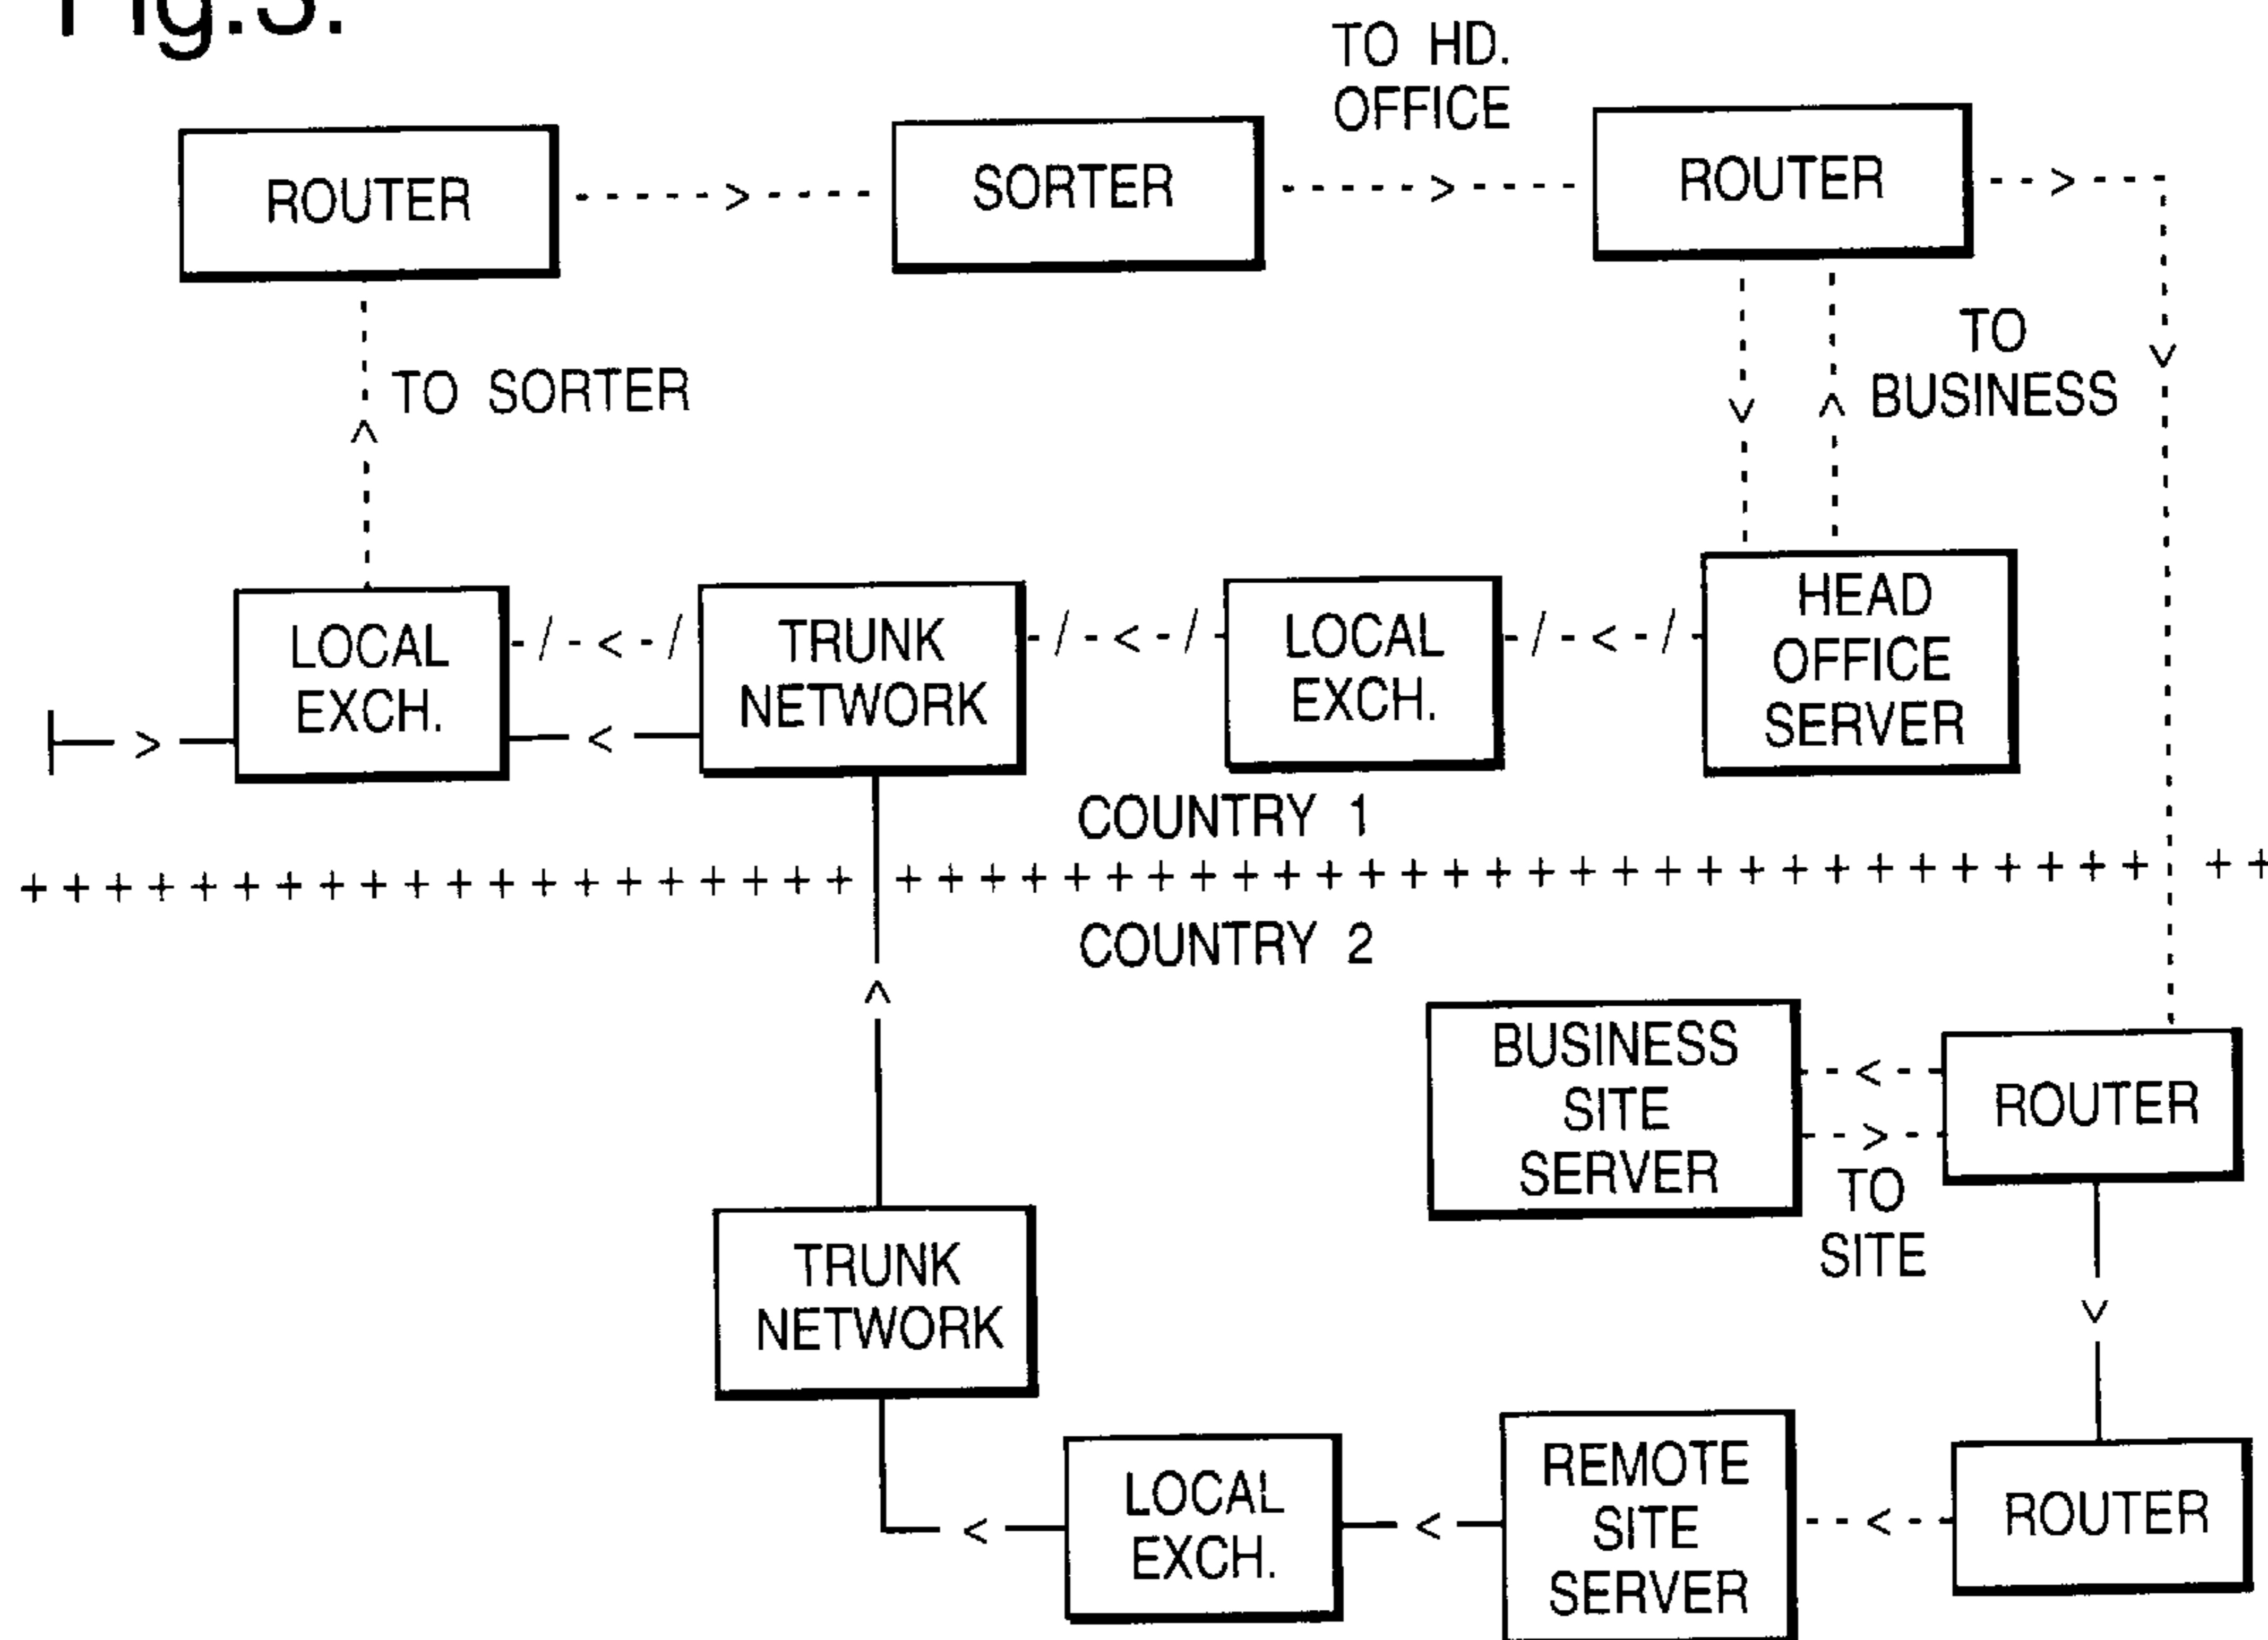 Fig.3.
TO HD.
OFFICE
ROUTER
SORTER
ROUTER
TO SORTER
TO
BUSINESS
LOCAL
EXCH.
TRUNK
NETWORK
LOCAL
EXCH.
HEAD
OFFICE
SERVER
COUNTRY 1
COUNTRY 2
BUSINESS
SITE
SERVER
ROUTER
TO
SITE
TRUNK
NETWORK
LOCAL
EXCH.
REMOTE
SITE
SERVER
ROUTER